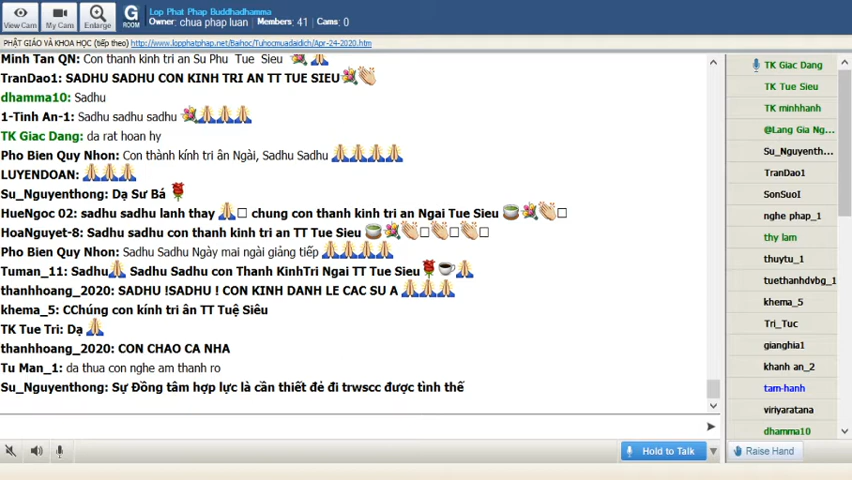 Lop Phat Phap Buddhadhamma
Owner: chua phap luan Members: 41 Cams: 0
View Cam
My Cam
Enlarge
G
ROOM
PHẬT GIÁO VÀ KHOA HỌC (tiếp theo) http://www.lopphatphap.net/Baihoc/Tuhocmuadaidich/Apr-24-2020.htm
Minh Tan QN: Con thanh kinh tri an Su Phu Tue Sieu
TranDao1: SADHU SADHU CON KINH TRI AN TT TUE SIEU
dhamma10: Sadhu
1-Tinh An-1: Sadhu sadhu sadhu
TK Giac Dang: da rat hoan hy
Pho Bien Quy Nhon: Con thành kính tri ân Ngài, Sadhu Sadhu
LUYENDOAN:
Su_Nguyenthong: Dạ Sư Bá
HueNgoc 02: sadhu sadhu lanh thay chung con thanh kinh tri an Ngai Tue Sieu
HoaNguyet-8: Sadhu sadhu con thanh kinh tri an TT Tue Sieu
Pho Bien Quy Nhon: Sadhu Sadhu Ngày mai ngài giảng tiếp
Tuman_11: Sadhu Sadhu Sadhu con Thanh KinhTri Ngai TT Tue Sieu
thanhhoang_2020: SADHU !SADHU ! CON KINH DANH LE CAC SU A
khema_5: CChúng con kính tri ân TT Tuệ Siêu
TK Tue Tri: Dạ
thanhhoang_2020: CON CHAO CA NHA
Tu Man_1: da thua con nghe am thanh ro
Su_Nguyenthong: Sự Đồng tâm hợp lực là cần thiết đẻ đi trwscc được tình thế
TK Giac Dang
TK Tue Sieu
TK minhhanh
@Lang Gia Ng...
Su_Nguyenth...
TranDao1
SonSuoI
nghe phap_1
thy lam
thuytu_1
tuethanhdvbg_1
khema_5
Tri_Tuc
gianghia1
khanh an_2
tam-hanh
viriyaratana
dhamma10
Hold to Talk
Raise Hand